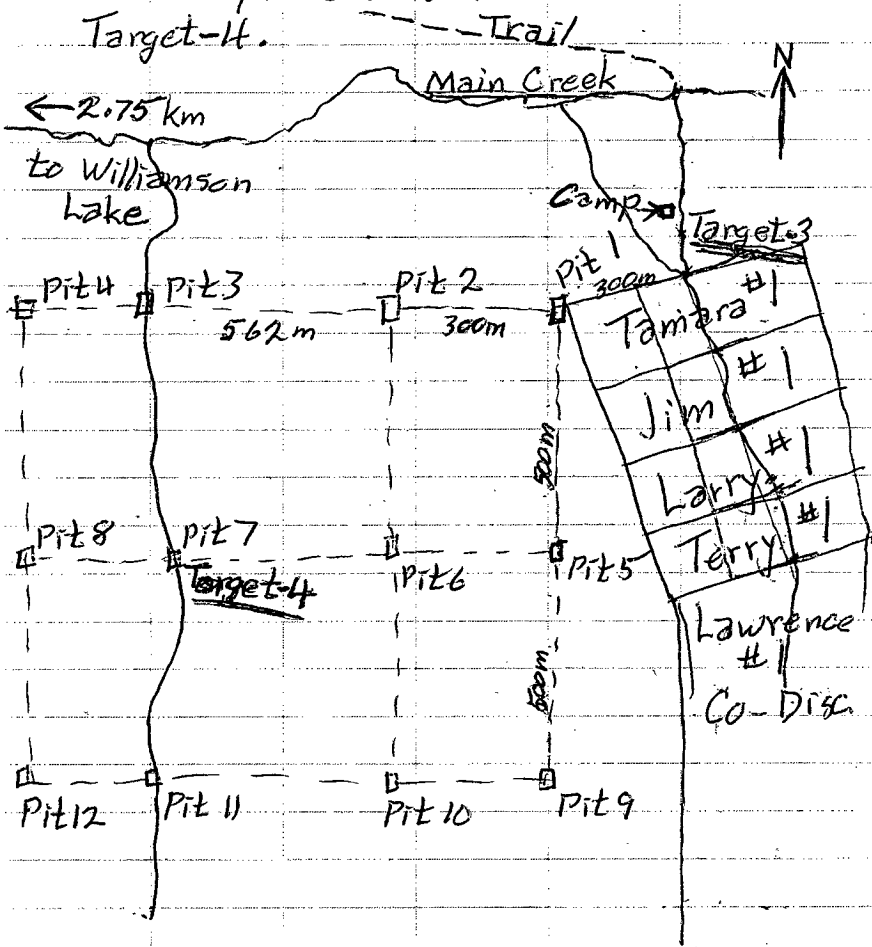 Target-4.
Trail
N
Main Creek
←2.75 km
to Williamson
Lake
Camp→
Target-3
Pit 4
Pit 3
Pit 2
Pit 1
300m
562m
300m
Tamara #1
Jim #1
Larry #1
Terry #1
500m
Pit 8
Pit 7
Pit 6
Pit 5
Target-4
Lawrence
#1
Co-Disc.
500m
Pit 12
Pit 11
Pit 10
Pit 9